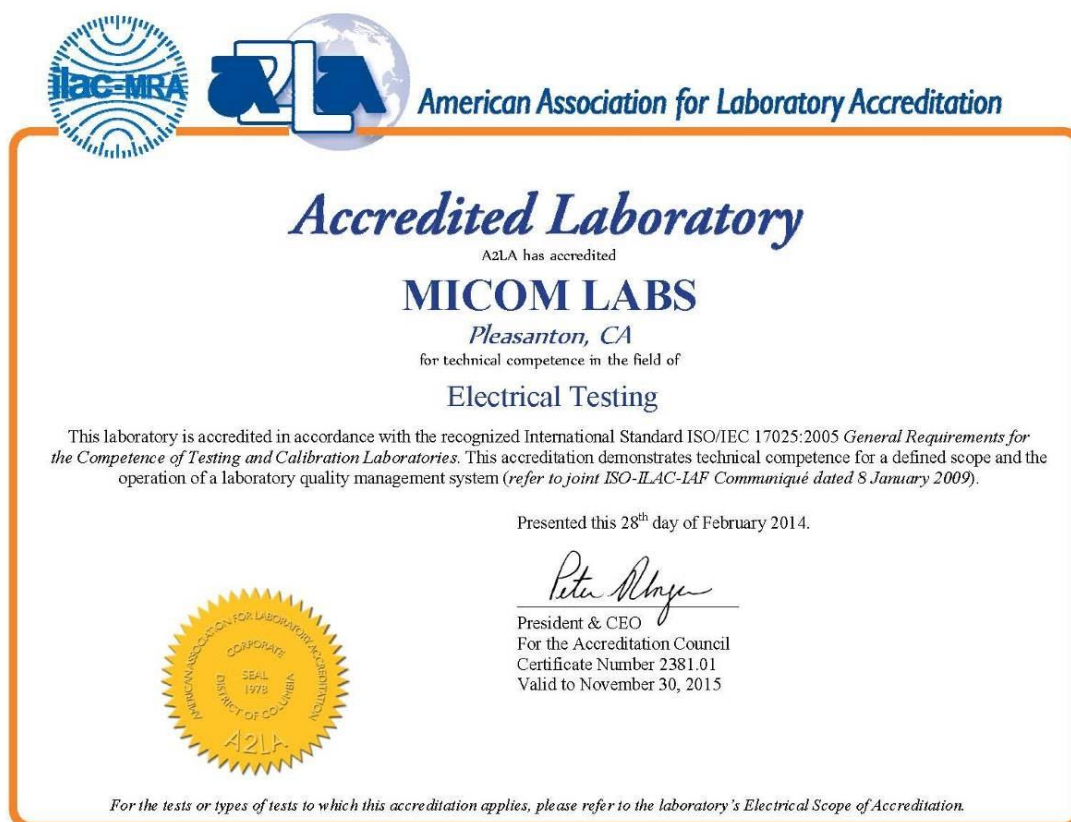 ilac-MRA
A2LA
American Association for Laboratory Accreditation
Accredited Laboratory
A2LA has accredited
MICOM LABS
Pleasanton, CA
for technical competence in the field of
Electrical Testing
This laboratory is accredited in accordance with the recognized International Standard ISO/IEC 17025:2005 General Requirements for
the Competence of Testing and Calibration Laboratories. This accreditation demonstrates technical competence for a defined scope and the
operation of a laboratory quality management system (refer to joint ISO-ILAC-IAF Communiqué dated 8 January 2009).
Presented this 28th day of February 2014.
Peter
President & CEO
For the Accreditation Council
Certificate Number 2381.01
Valid to November 30, 2015
AMERICAN ASSOCIATION FOR LABORATORY ACCREDITATION
CORPORATE
SEAL
1978
DISTRICT OF COLUMBIA
A2LA
For the tests or types of tests to which this accreditation applies, please refer to the laboratory's Electrical Scope of Accreditation.